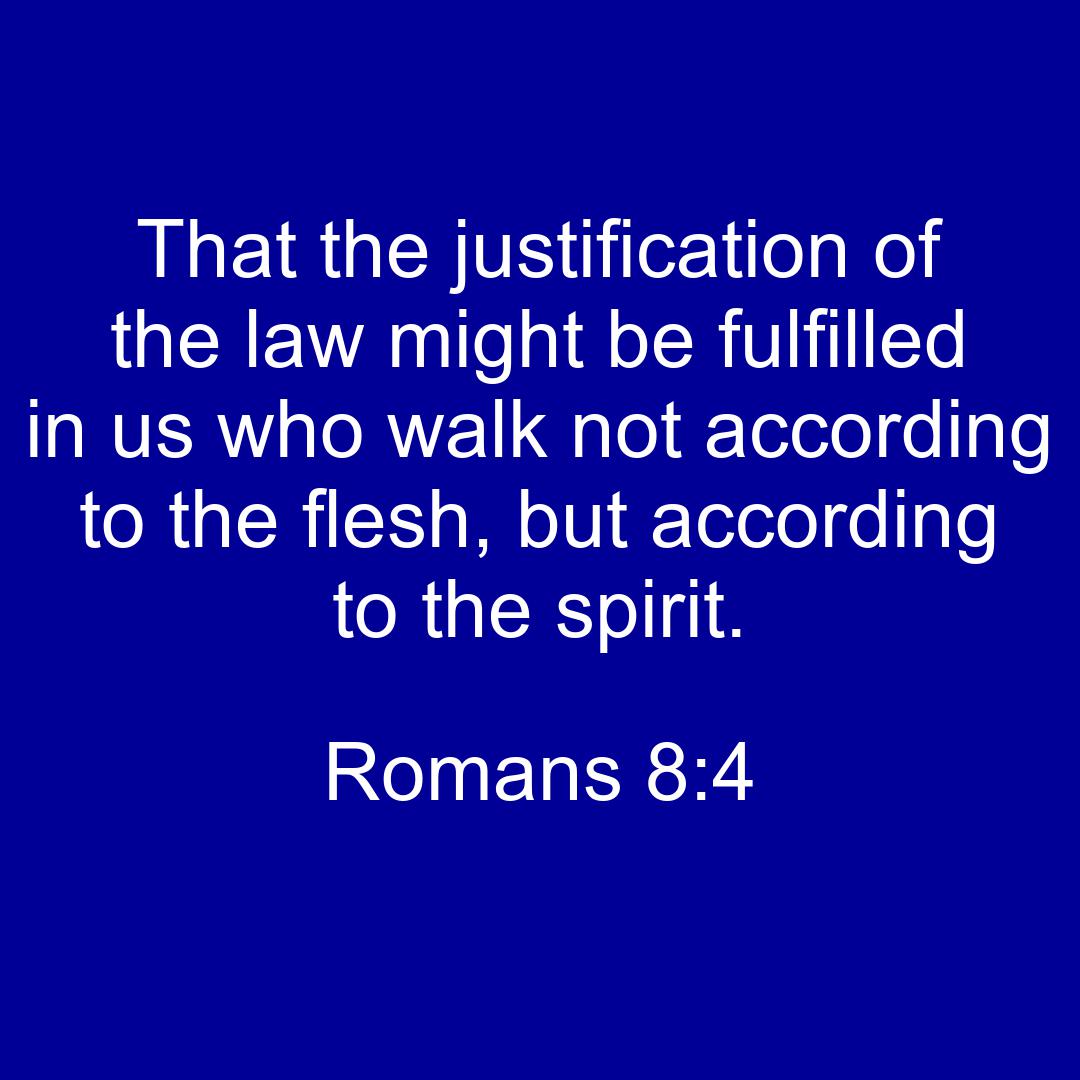 That the justification of
the law might be fulfilled
in us who walk not according
to the flesh, but according
to the spirit.
Romans 8:4